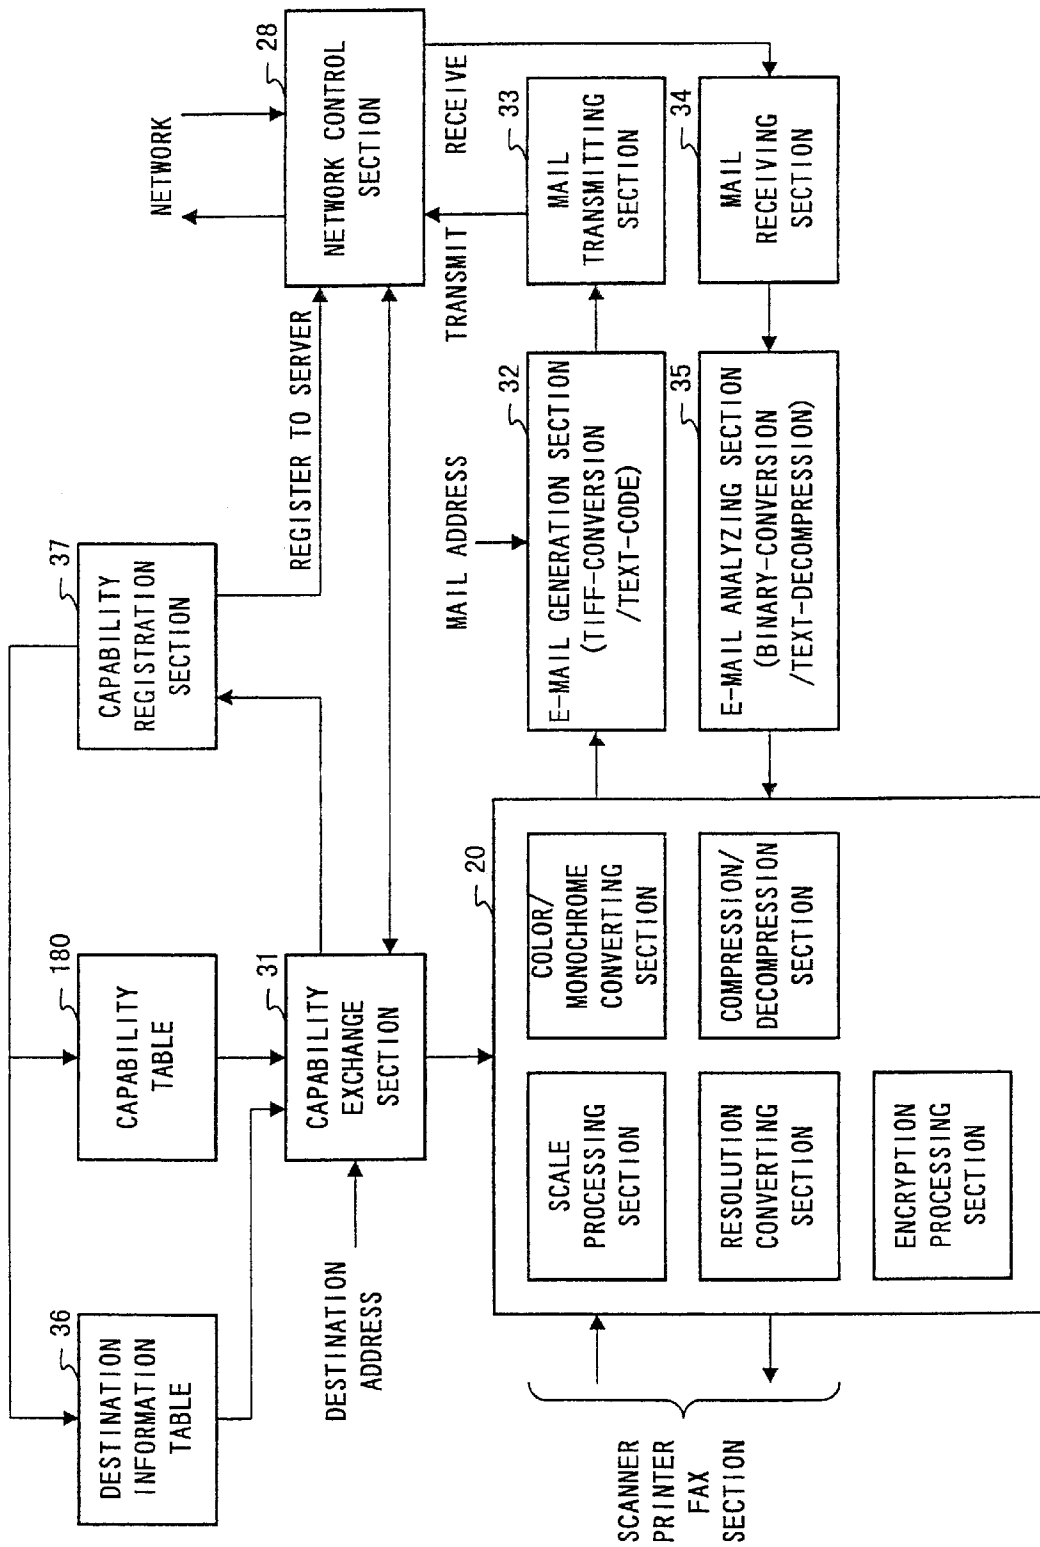 36
DESTINATION
INFORMATION
TABLE
180
CAPABILITY
TABLE
37
CAPABILITY
REGISTRATION
SECTION
NETWORK
DESTINATION
ADDRESS
31
CAPABILITY
EXCHANGE
SECTION
REGISTER TO SERVER
28
NETWORK CONTROL
SECTION
MAIL ADDRESS
TRANSMIT
RECEIVE
SCANNER
PRINTER
FAX
SECTION
20
SCALE
PROCESSING
SECTION
COLOR/
MONOCHROME
CONVERTING
SECTION
RESOLUTION
CONVERTING
SECTION
COMPRESSION/
DECOMPRESSION
SECTION
ENCRYPTION
PROCESSING
SECTION
32
E-MAIL GENERATION SECTION
(TIFF-CONVERSION
/TEXT-CODE)
33
MAIL
TRANSMITTING
SECTION
35
E-MAIL ANALYZING SECTION
(BINARY-CONVERSION
/TEXT-DECOMPRESSION)
34
MAIL
RECEIVING
SECTION